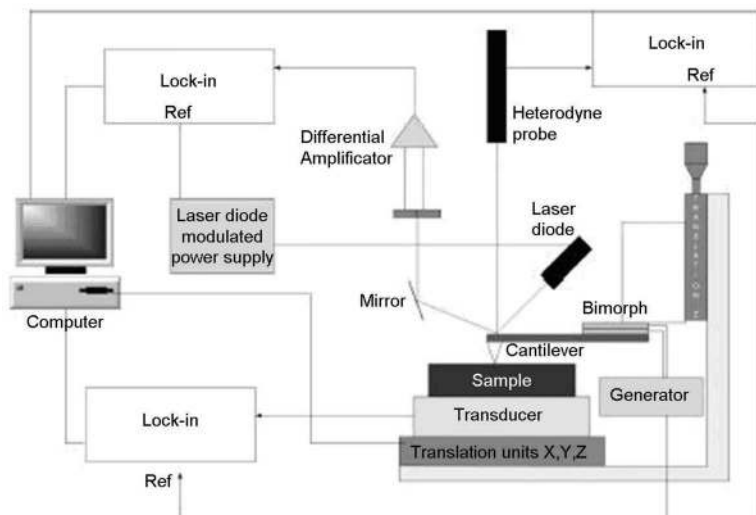 Lock-in
Ref
Lock-in
Ref
Heterodyne
probe
Differential
Amplificator
Laser diode
modulated
power supply
Laser
diode
TRANSLATION Z
Mirror
Bimorph
Computer
Cantilever
Sample
Generator
Transducer
Lock-in
Translation units X,Y,Z
Ref